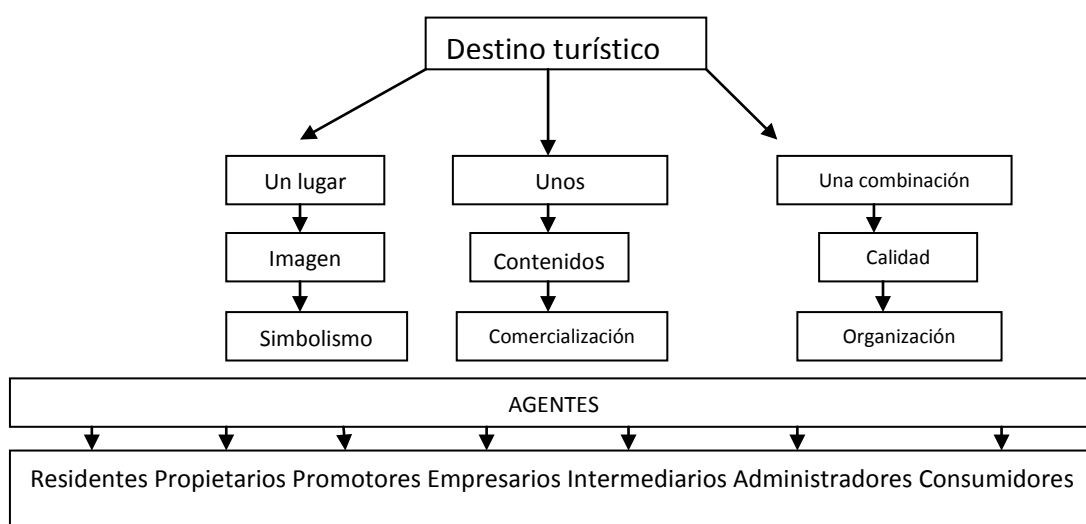 Destino turístico
Un lugar
Unos
Una combinación
Imagen
Contenidos
Calidad
Simbolismo
Comercialización
Organización
AGENTES
Residentes Propietarios Promotores Empresarios Intermediarios Administradores Consumidores